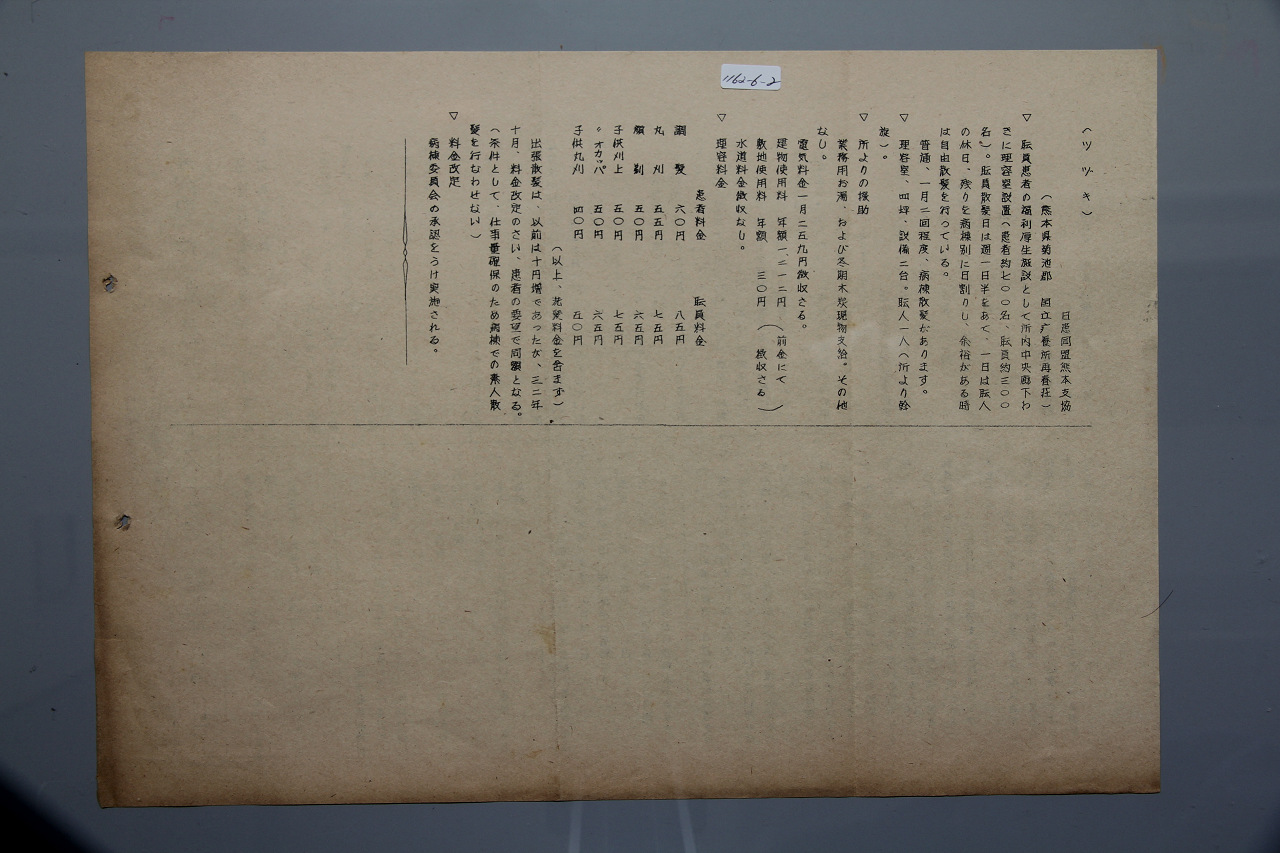 1162-6-2
(ツヅキ)
日患同盟熊本支協
(熊本県菊池郡 国立療養所再春荘)
▽ 転員患者の福利厚生施設として所内中央廊下わ
きに理容室設置(患者約七〇〇名、転員約三〇〇
名)。転員散髪日は週一日半をあて、一日は転人
の休日、残りを病棟別に日割りし、余裕がある時
は自由散髪を行っている。
普通、一月二回程度、病棟散髪があります。
▽ 理容室、四坪、設備二台。転人一人(所より斡
旋)。
▽ 所よりの援助
業務用お湯、および冬期木炭現物支給。その他
なし。
電気料金一月二五九円徴収さる。
建物使用料 年額一二一二円 (前金にて
敷地使用料 年額 三〇円 徴収さる)
水道料金徴収なし。
▽ 理容料金
患者料金 転員料金
調髪 六〇円 八五円
丸刈 五五円 七五円
顔剃 五〇円 六五円
子供刈上 五〇円 七五円
〃オカッパ 五〇円 六五円
子供丸刈 四〇円 五〇円
(以上、洗髪料金を含ます)
出張散髪は、以前は十円増であったが、三二年
十月、料金改定のさい、患者の要望で同額となる。
(条件として、仕事量確保のため病棟での素人散
髪を行なわせない)
▽ 料金改定
病棟委員会の承認をうけ実施される。